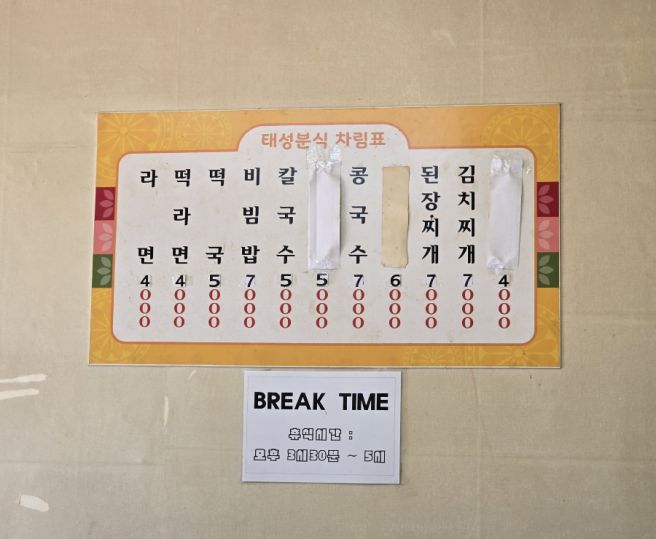 태성분식 차림표
라면 4000
떡라면 4000
떡국 5000
비빔밥 7000
칼국수 5000
5000
콩국수 7000
6000
된장찌개 7000
김치찌개 7000
4000
BREAK TIME
휴식시간 :
오후 3시30분 ~ 5시